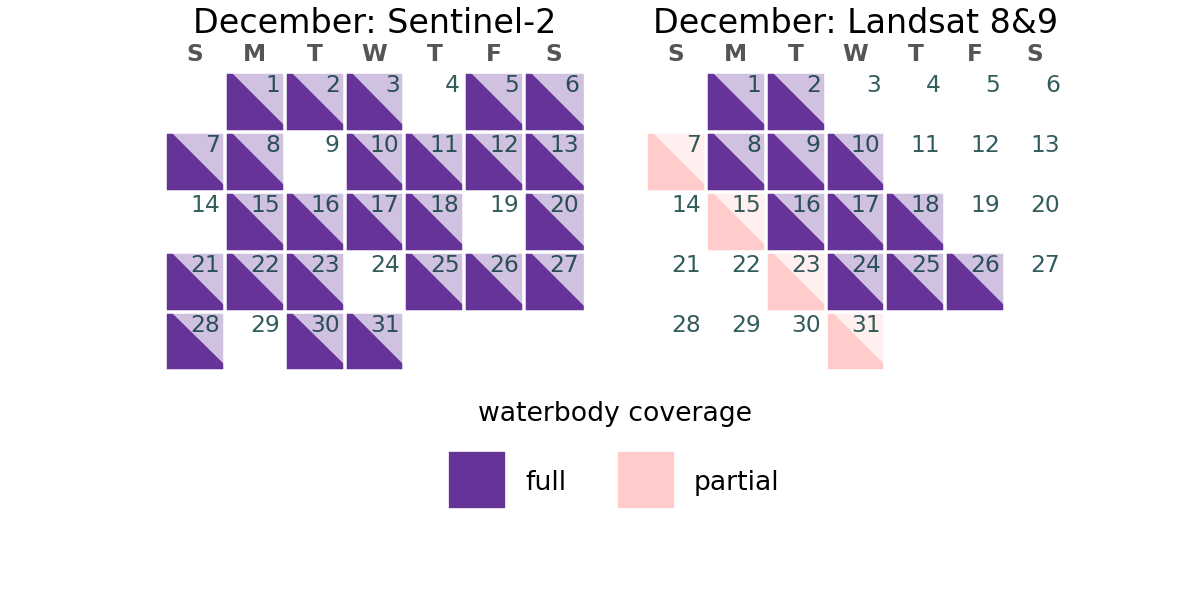 December: Sentinel-2
S M T W T F S
1 2 3 4 5 6
7 8 9 10 11 12 13
14 15 16 17 18 19 20
21 22 23 24 25 26 27
28 29 30 31
December: Landsat 8&9
S M T W T F S
1 2 3 4 5 6
7 8 9 10 11 12 13
14 15 16 17 18 19 20
21 22 23 24 25 26 27
28 29 30 31
waterbody coverage
full partial